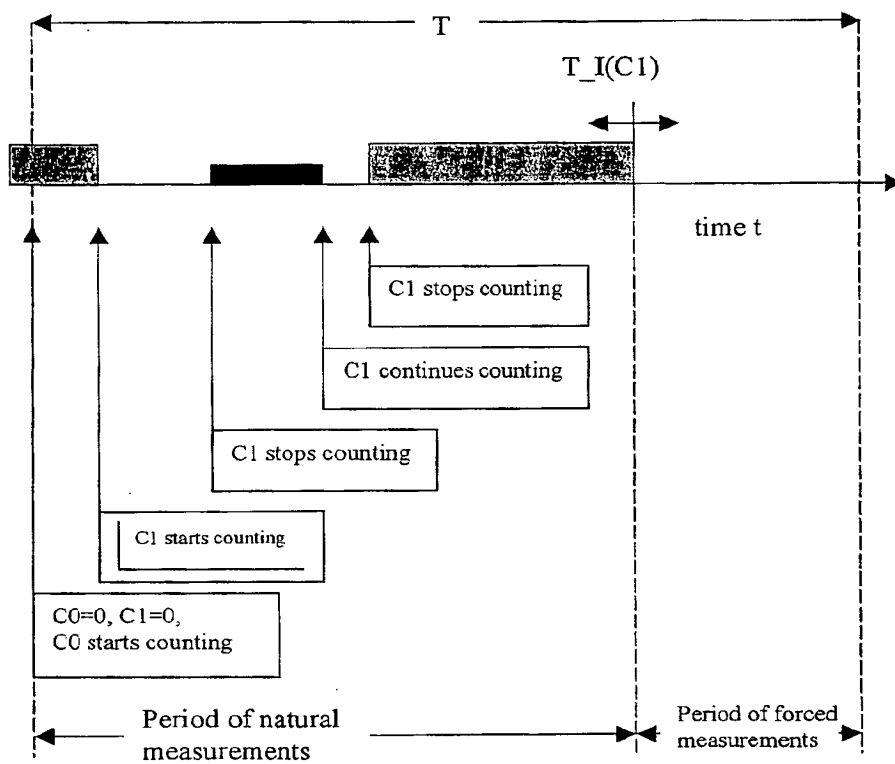 T
T_I(C1)
time t
C1 stops counting
C1 continues counting
C1 stops counting
C1 starts counting
C0=0, C1=0,
C0 starts counting
Period of natural
measurements
Period of forced
measurements